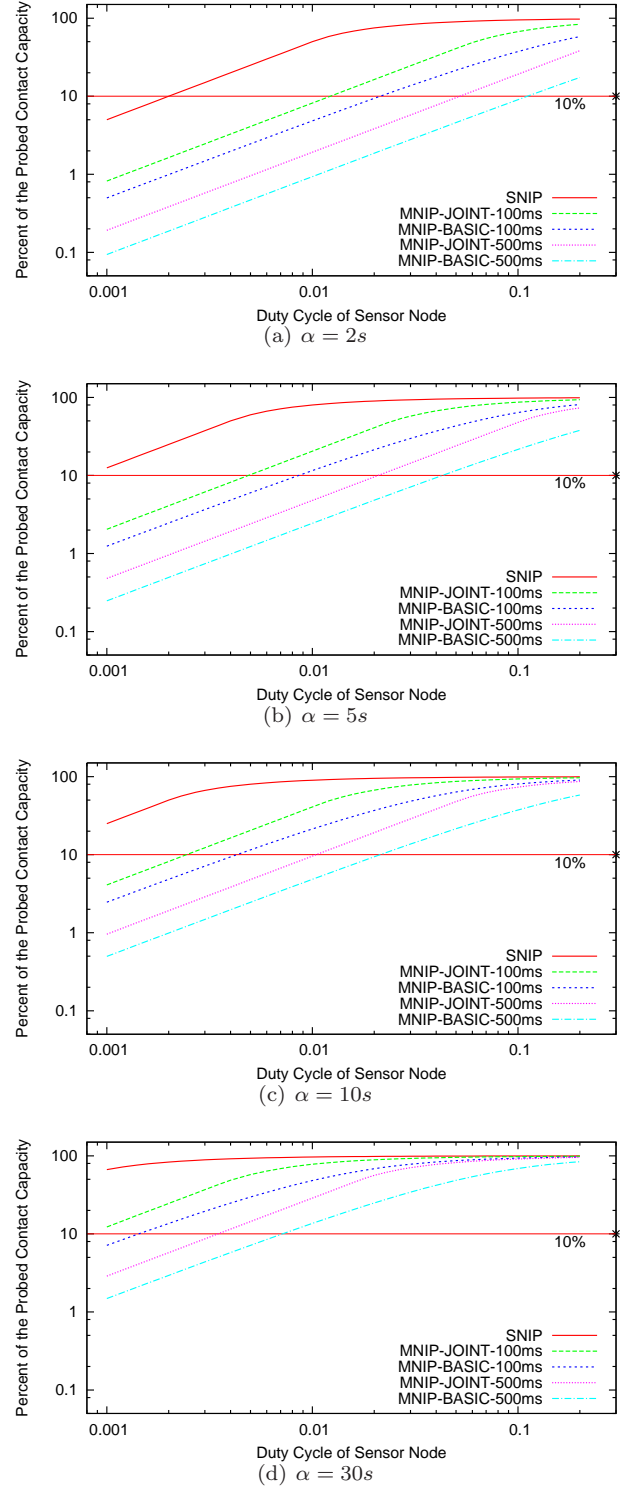 Percent of the Probed Contact Capacity
100
10
1
0.1
10%
SNIP
MNIP-JOINT-100ms
MNIP-BASIC-100ms
MNIP-JOINT-500ms
MNIP-BASIC-500ms
0.001
0.01
0.1
Duty Cycle of Sensor Node
(a) α = 2s
Percent of the Probed Contact Capacity
100
10
1
0.1
10%
SNIP
MNIP-JOINT-100ms
MNIP-BASIC-100ms
MNIP-JOINT-500ms
MNIP-BASIC-500ms
0.001
0.01
0.1
Duty Cycle of Sensor Node
(b) α = 5s
Percent of the Probed Contact Capacity
100
10
1
0.1
10%
SNIP
MNIP-JOINT-100ms
MNIP-BASIC-100ms
MNIP-JOINT-500ms
MNIP-BASIC-500ms
0.001
0.01
0.1
Duty Cycle of Sensor Node
(c) α = 10s
Percent of the Probed Contact Capacity
100
10
1
0.1
10%
SNIP
MNIP-JOINT-100ms
MNIP-BASIC-100ms
MNIP-JOINT-500ms
MNIP-BASIC-500ms
0.001
0.01
0.1
Duty Cycle of Sensor Node
(d) α = 30s